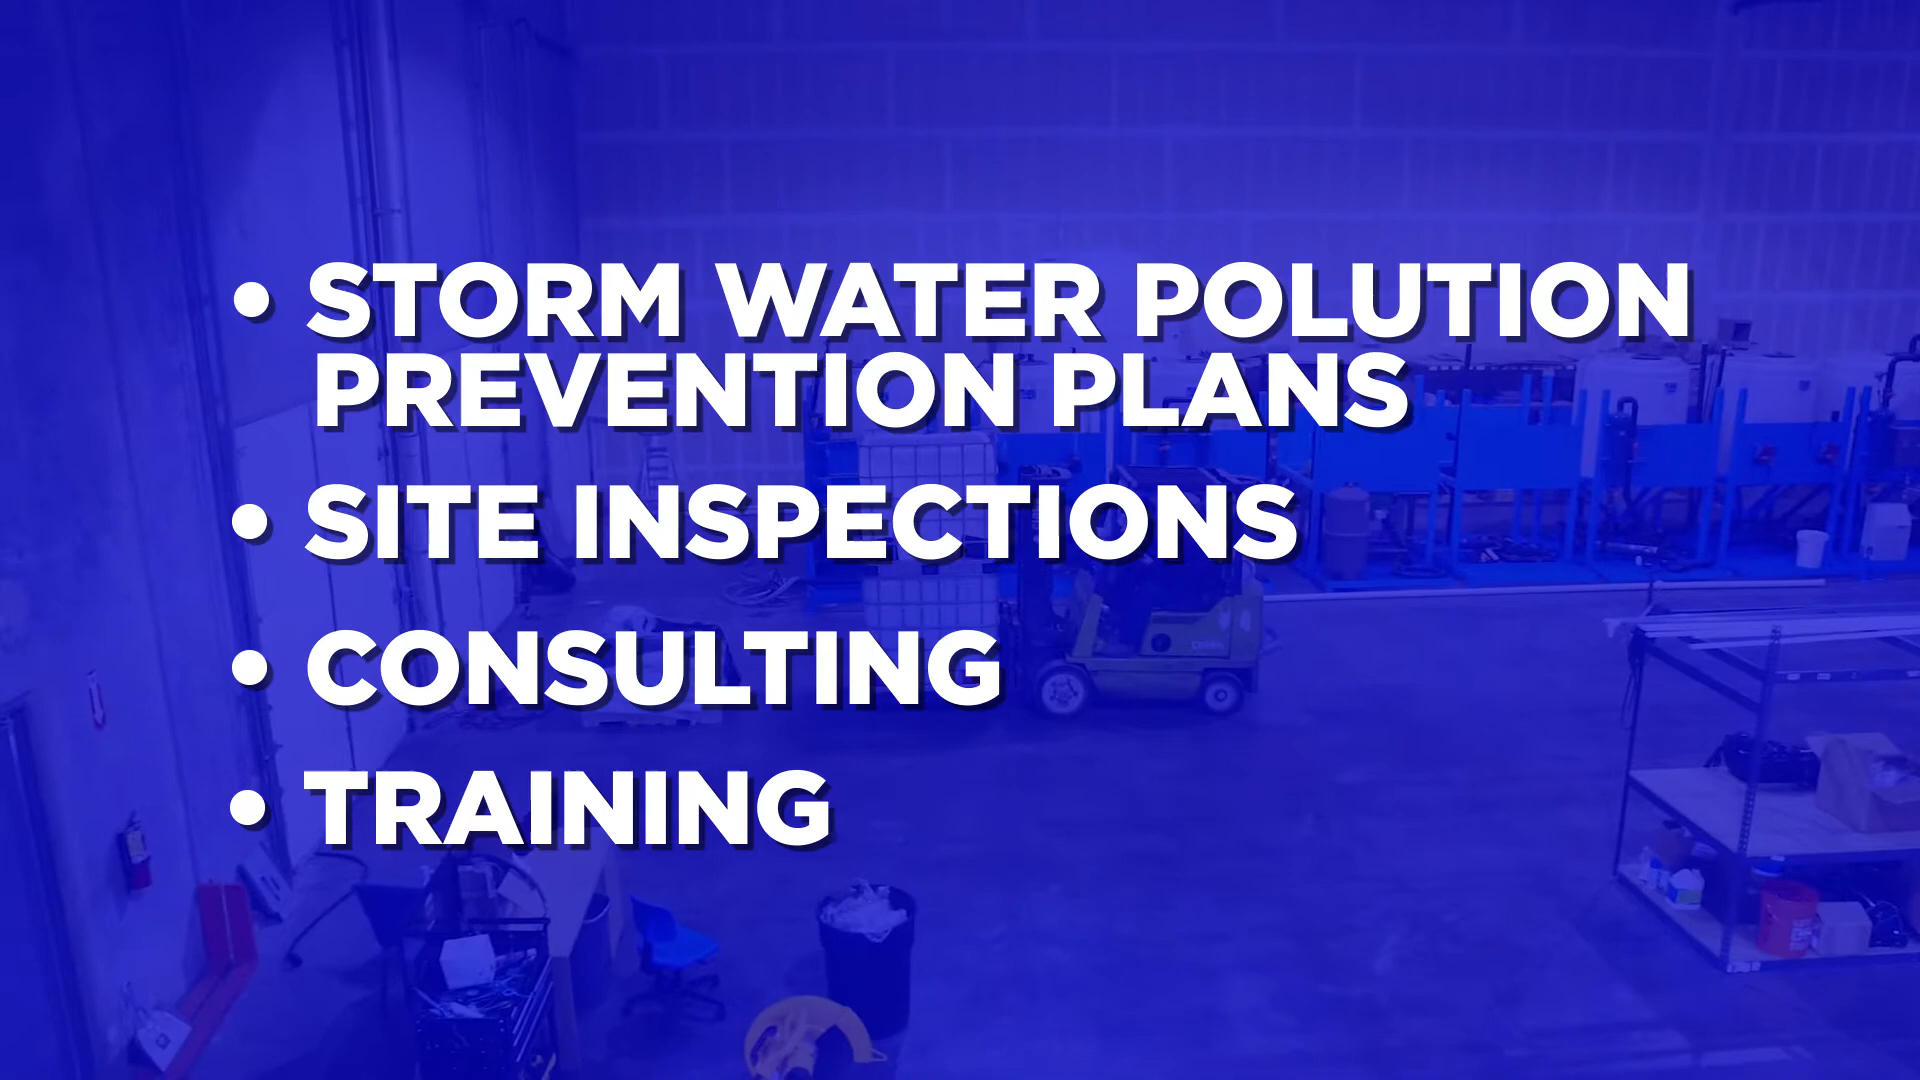 • STORM WATER POLUTION
PREVENTION PLANS
• SITE INSPECTIONS
• CONSULTING
• TRAINING